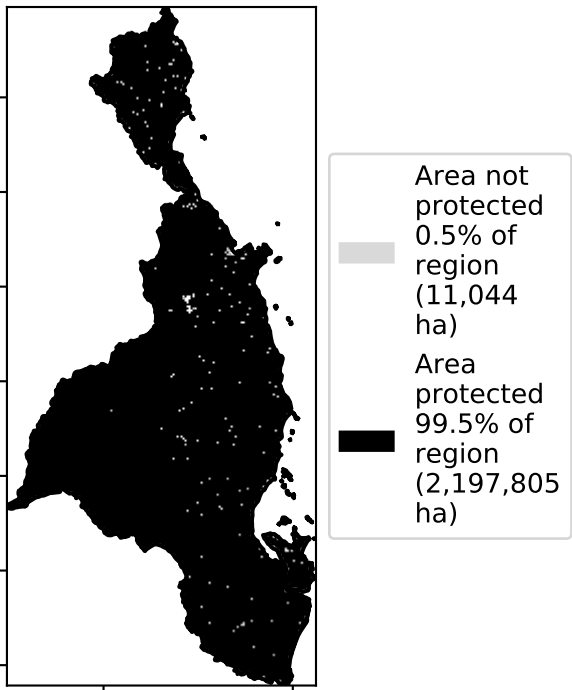 Area not
protected
0.5% of
region
(11,044
ha)
Area
protected
99.5% of
region
(2,197,805
ha)